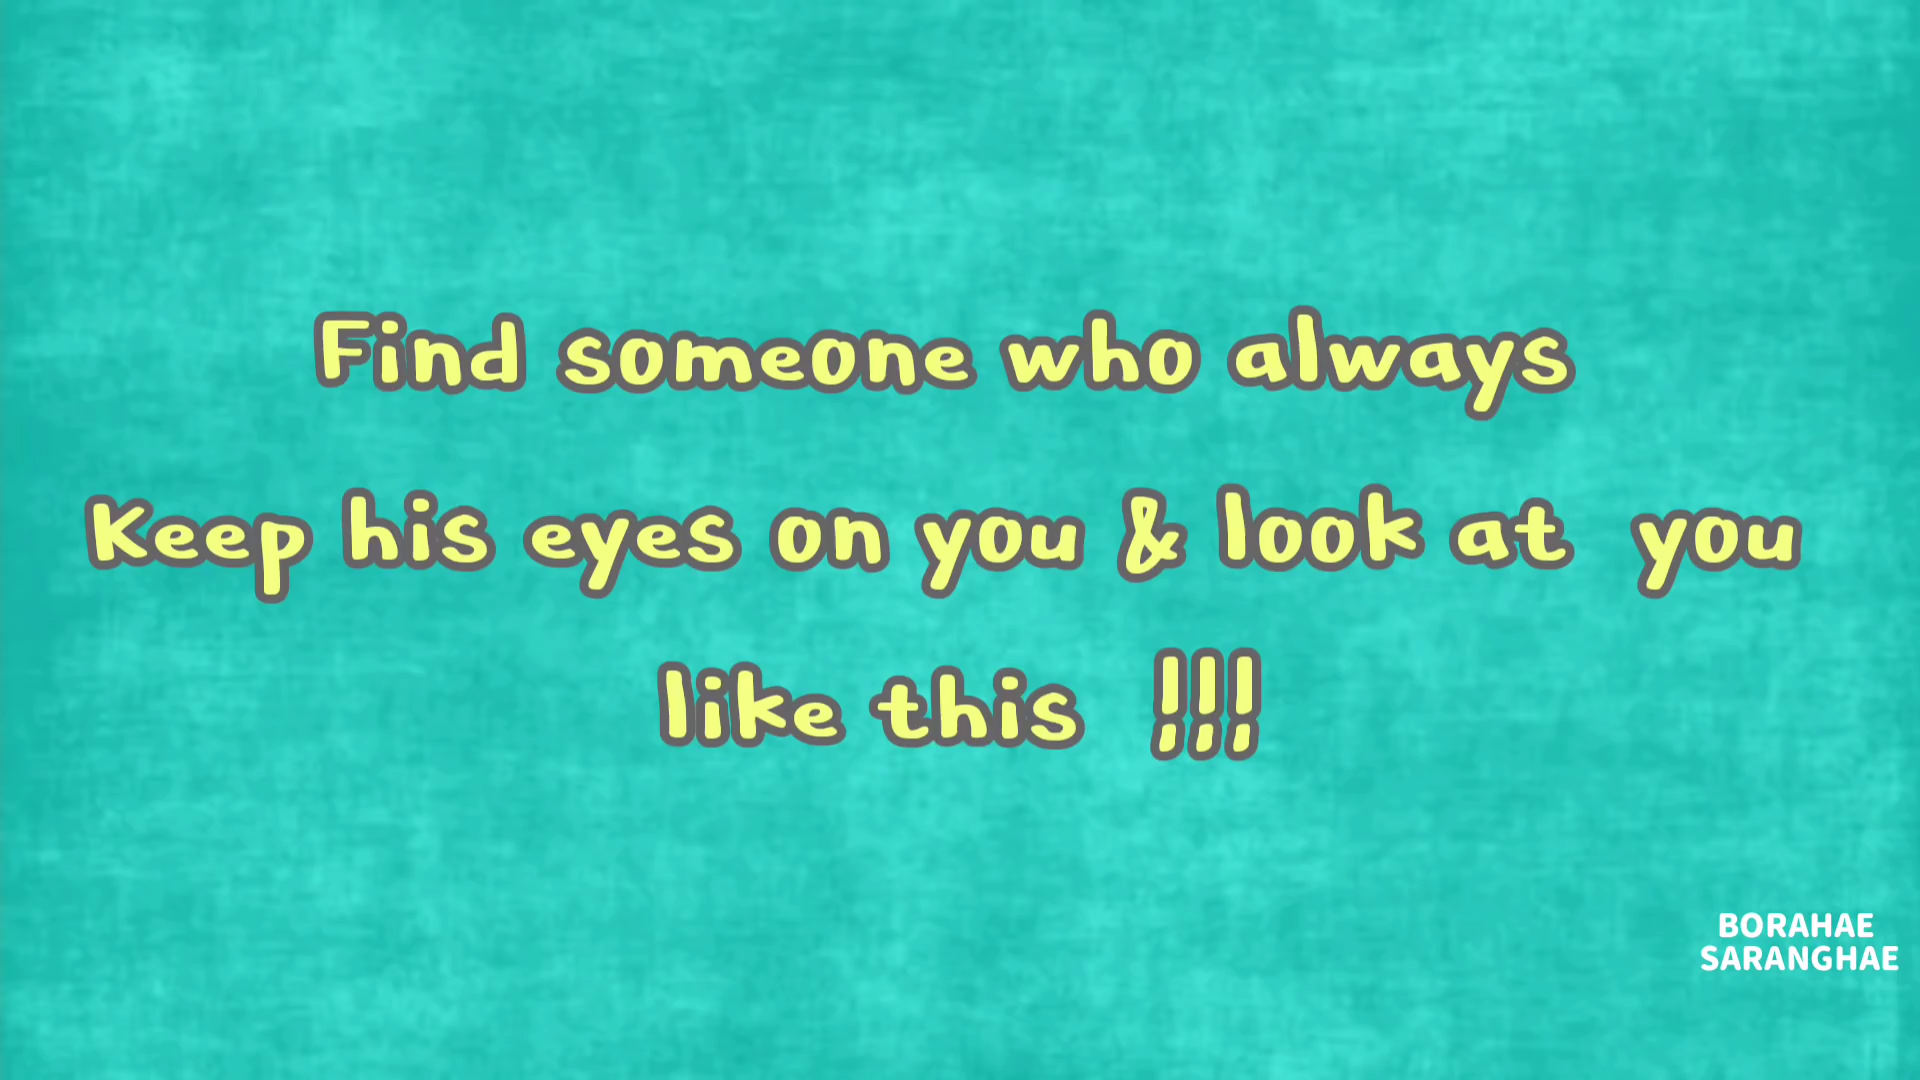 Find someone who always
Keep his eyes on you & look at you
like this !!!
BORAHAE
SARANGHAE